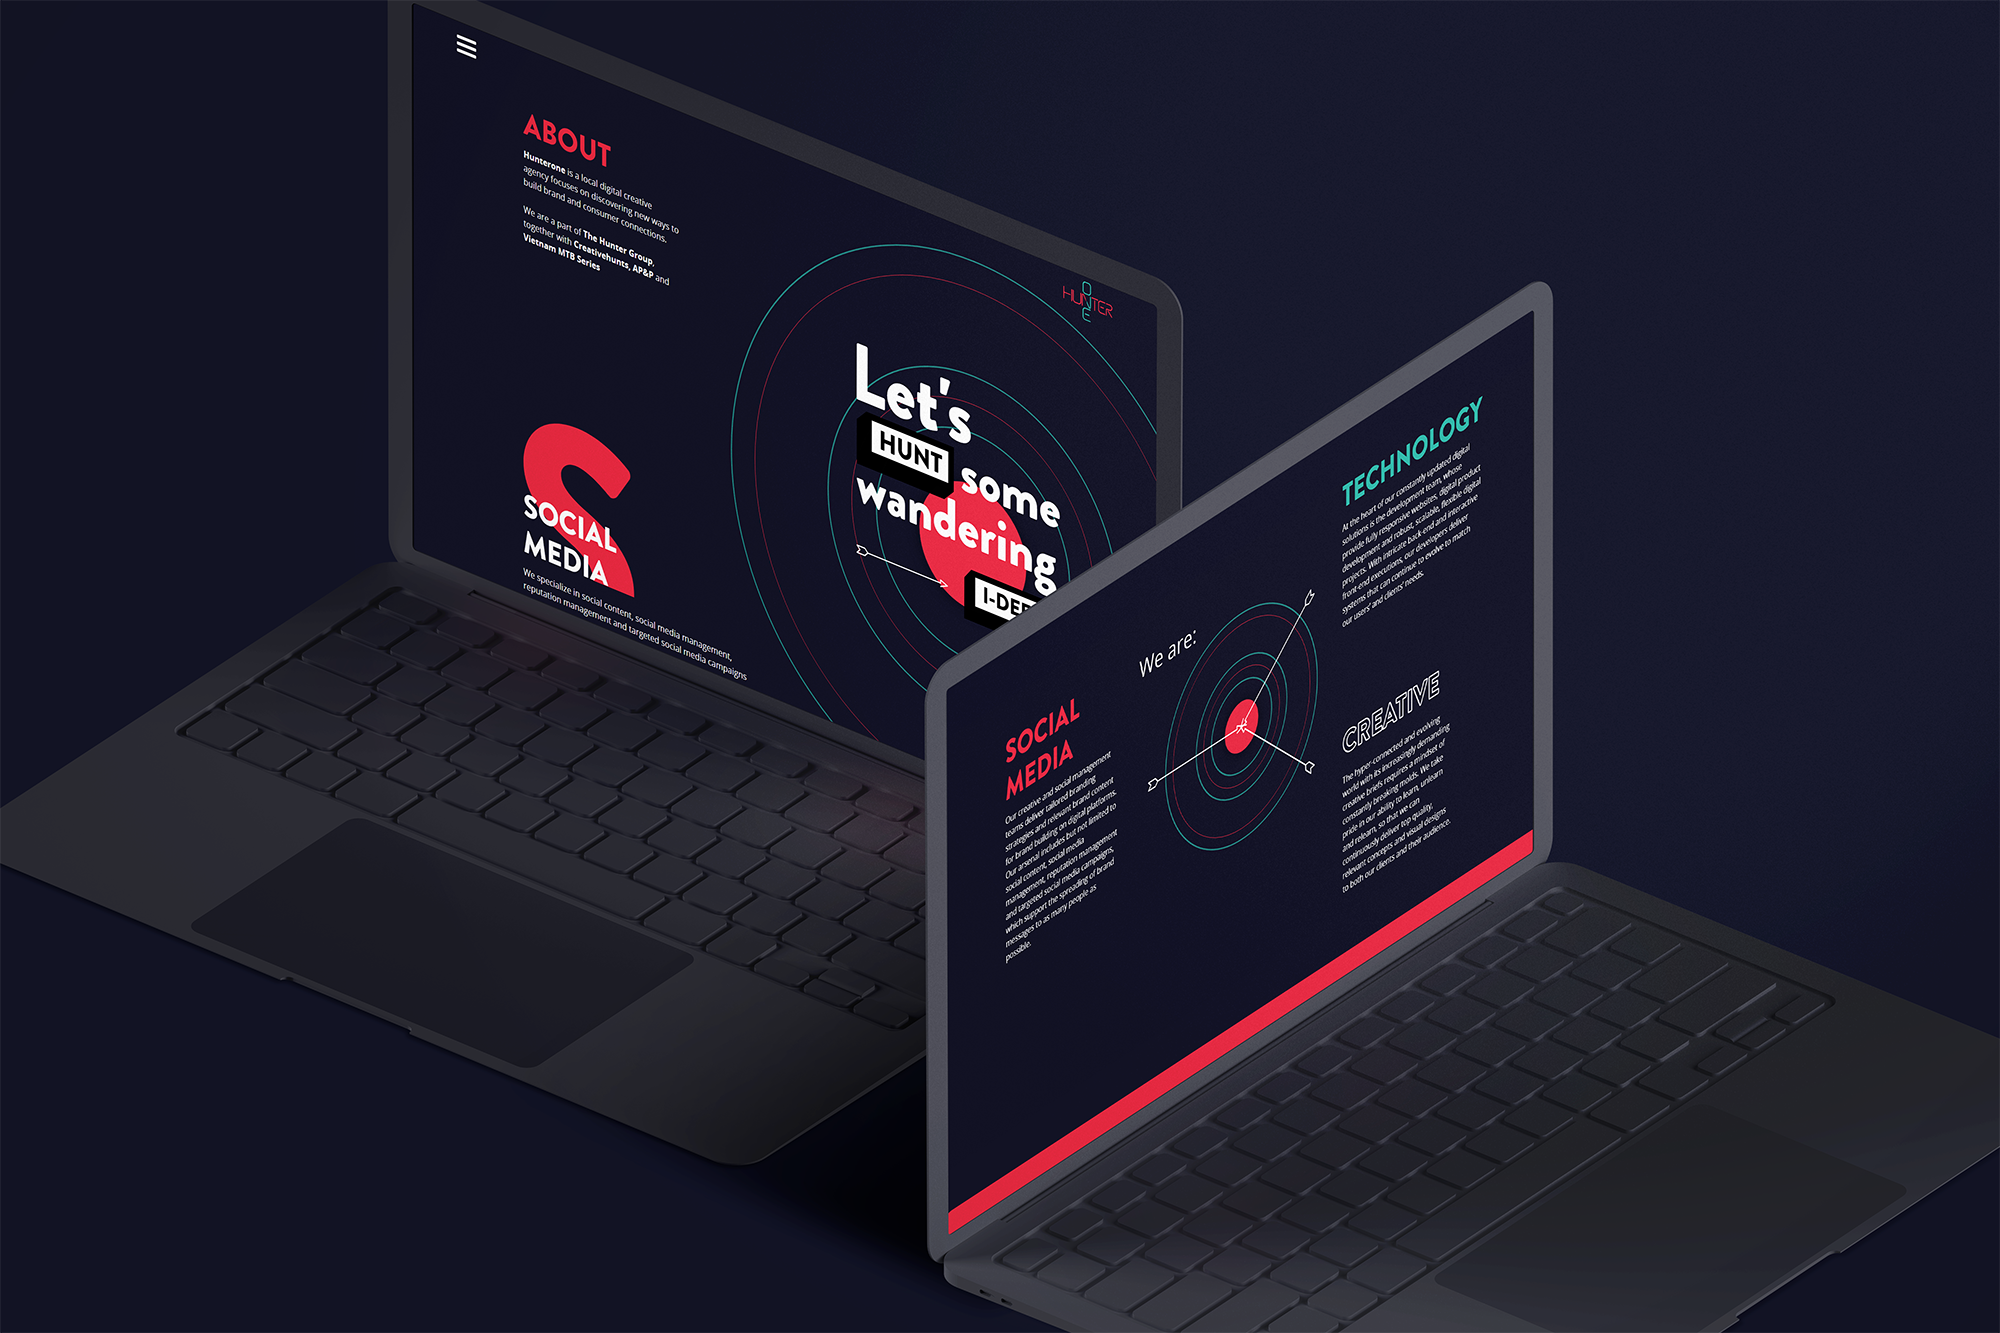 ABOUT
Hunterone is a local digital creative
agency focuses on discovering new ways to
build brand and consumer connections.
We are a part of The Hunter Group,
together with Creativehunts, AP&P and
Vietnam MTB Series
HUNTER
ONE
Let's
HUNT some
wandering
I-DEE
SOCIAL
MEDIA
We specialize in social content, social media management,
reputation management and targeted social media campaigns
We are:
SOCIAL
MEDIA
Our creative and social management
teams deliver tailored branding
strategies and relevant brand content
for brand building on digital platforms.
Our arsenal includes but not limited to
social content, social media
management, reputation management
and targeted social media campaigns,
which support the spreading of brand
messages to as many people as
possible.
TECHNOLOGY
At the heart of our constantly updated digital
solutions is the development team, whose
provide fully responsive websites, digital product
development and robust, scalable, flexible digital
projects. With intricate back-end and interactive
front-end executions, our developers deliver
systems that can continue to evolve to match
our users' and clients' needs.
CREATIVE
The hyper-connected and evolving
world with its increasingly demanding
creative briefs requires a mindset of
constantly breaking molds. We take
pride in our ability to learn, unlearn
and relearn, so that we can
continuously deliver top quality,
relevant concepts and visual designs
to both our clients and their audience.